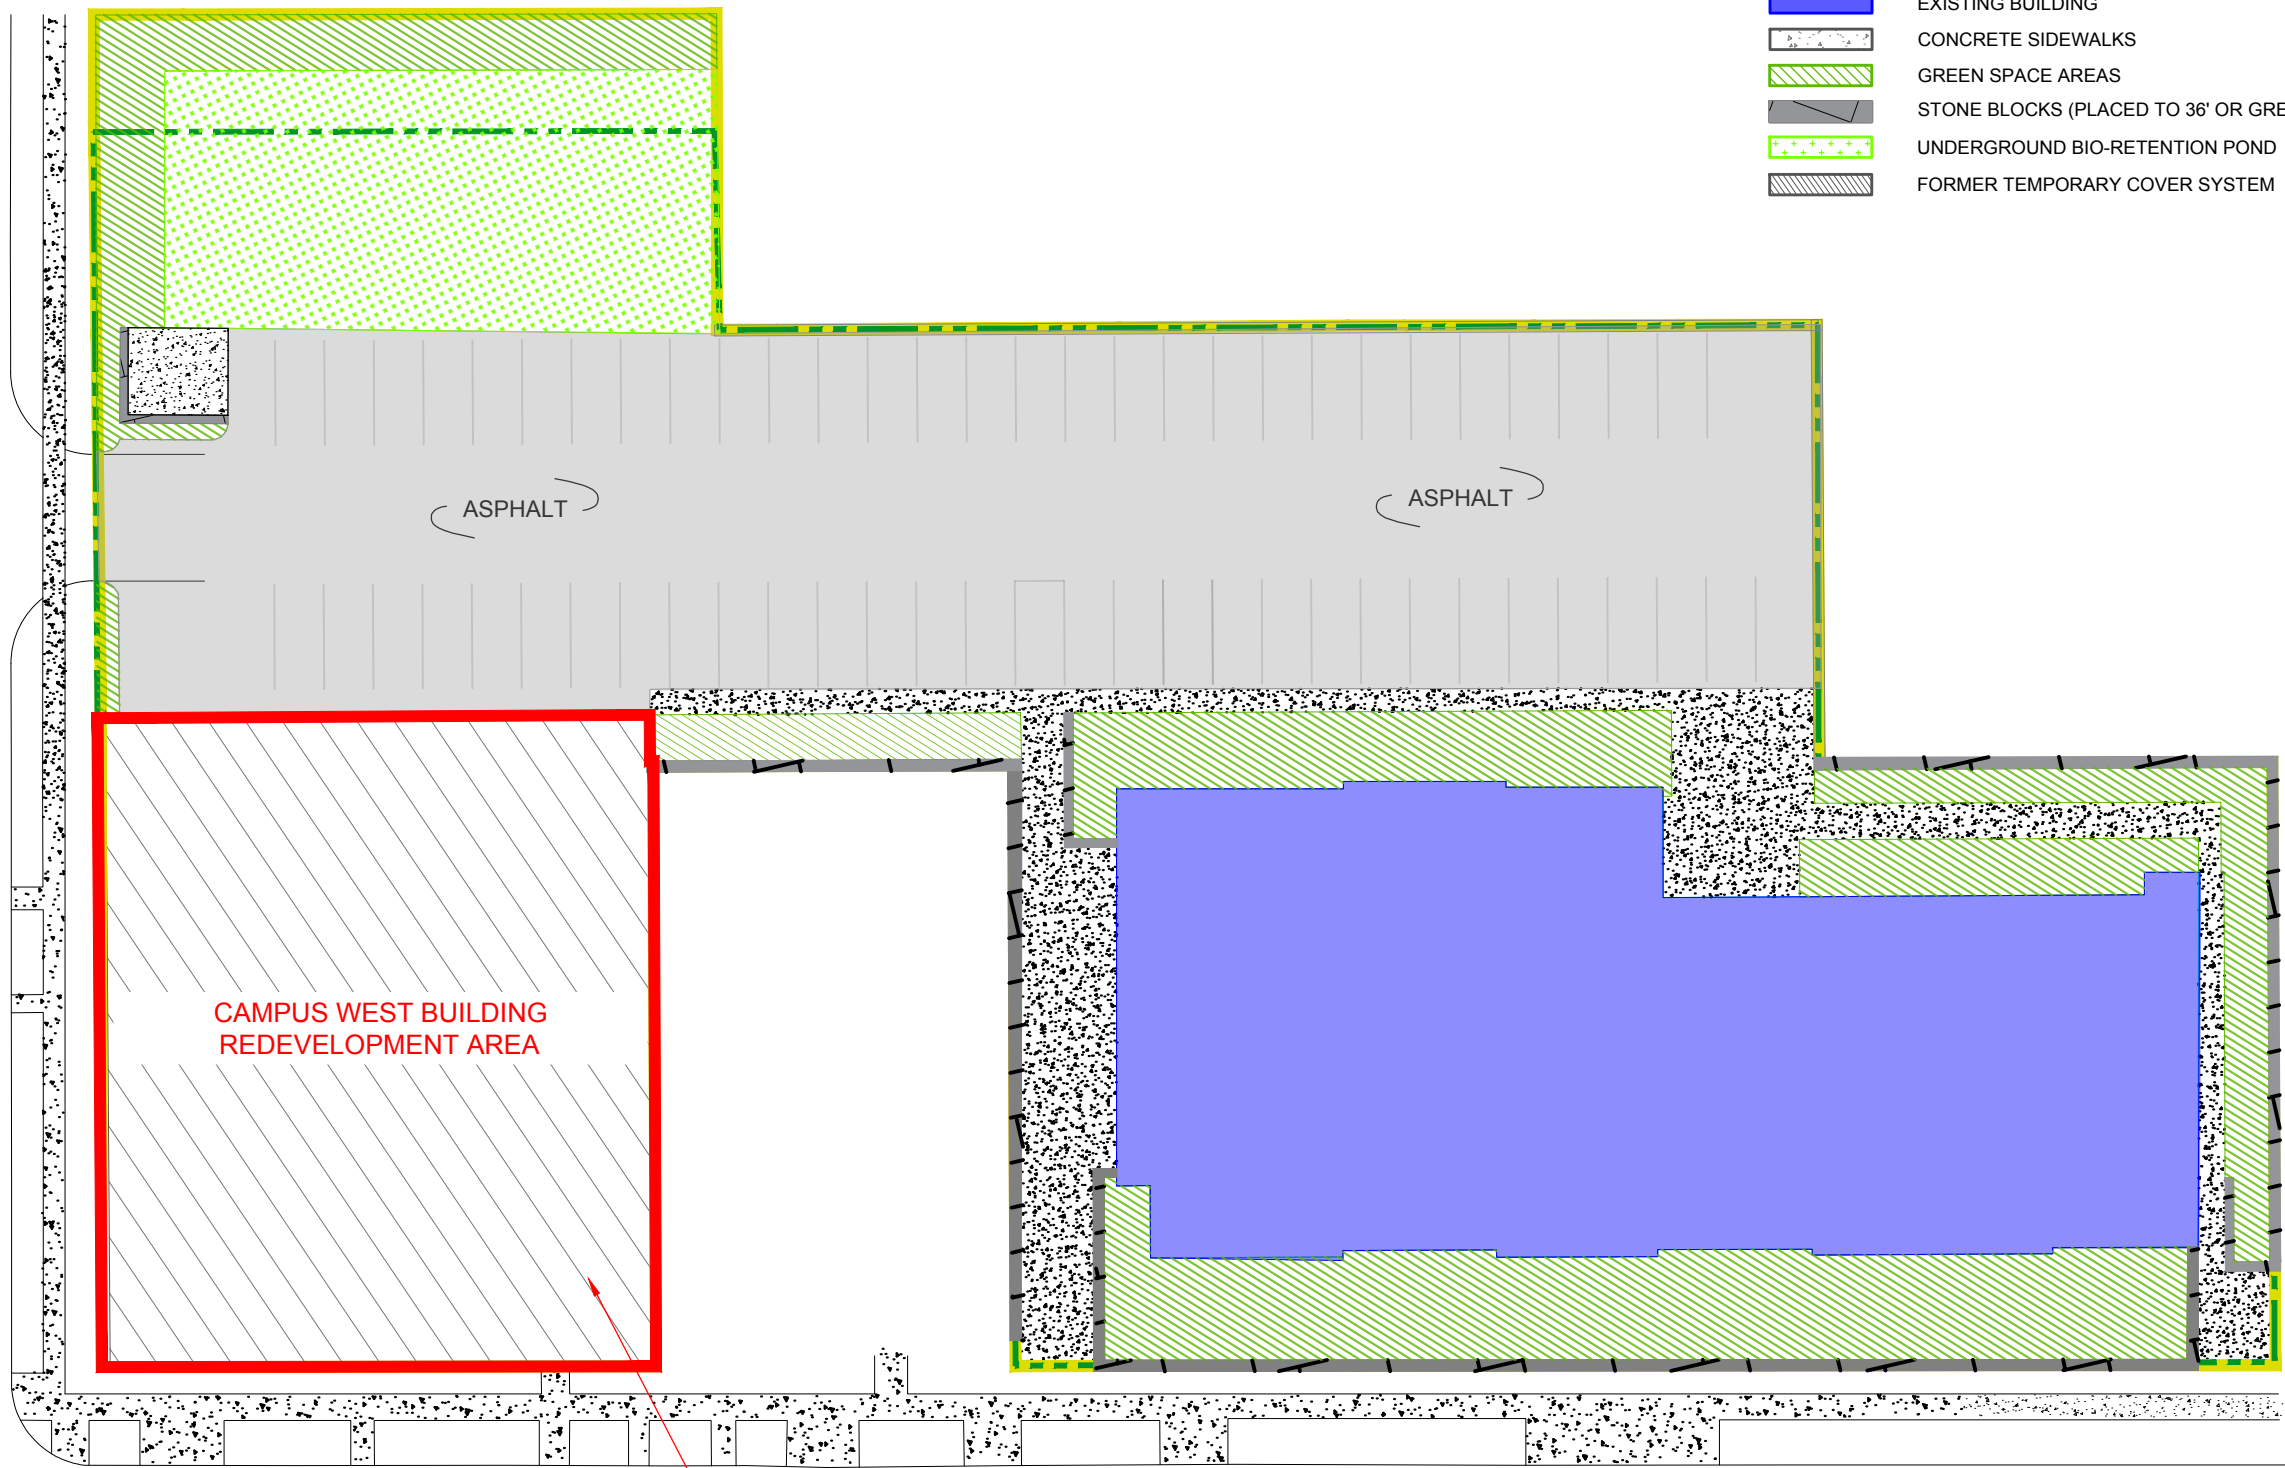 EXISTING BUILDING
CONCRETE SIDEWALKS
GREEN SPACE AREAS
STONE BLOCKS (PLACED TO 36' OR
UNDERGROUND BIO-RETENTION POND
FORMER TEMPORARY COVER SYSTEM
ASPHALT
ASPHALT
CAMPUS WEST BUILDING
REDEVELOPMENT AREA